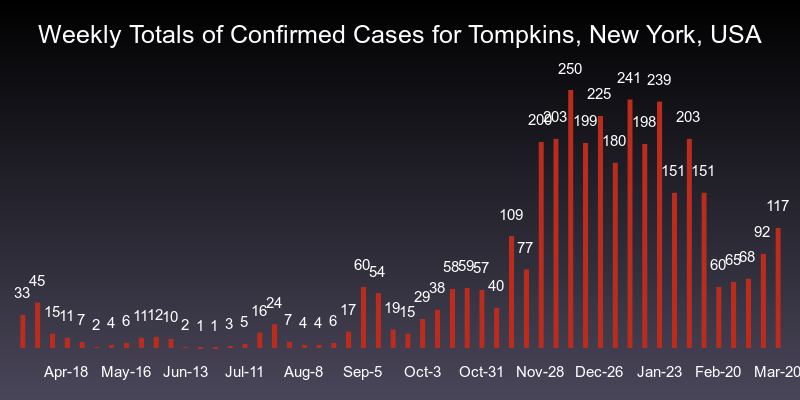 Weekly Totals of Confirmed Cases for Tompkins, New York, USA
33 45 15 11 7 2 4 6 11 12 10 2 1 1 3 5 16 24 7 4 4 6 17 60 54 19 15 29 38 58 59 57 40 109 77 200 203 250 199 225 180 241 198 239 151 203 151 60 65 68 92 117
Apr-18 May-16 Jun-13 Jul-11 Aug-8 Sep-5 Oct-3 Oct-31 Nov-28 Dec-26 Jan-23 Feb-20 Mar-20